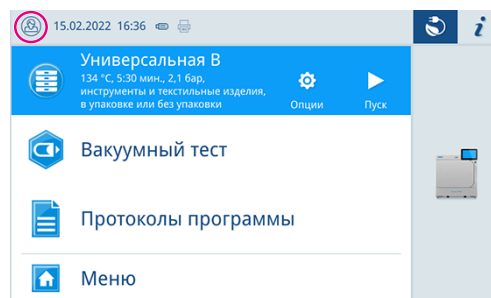 15.02.2022 16:36
i
Универсальная В
134 °C, 5:30 мин., 2,1 бар,
инструменты и текстильные изделия,
в упаковке или без упаковки
Опции
Пуск
Вакуумный тест
Протоколы программы
Меню